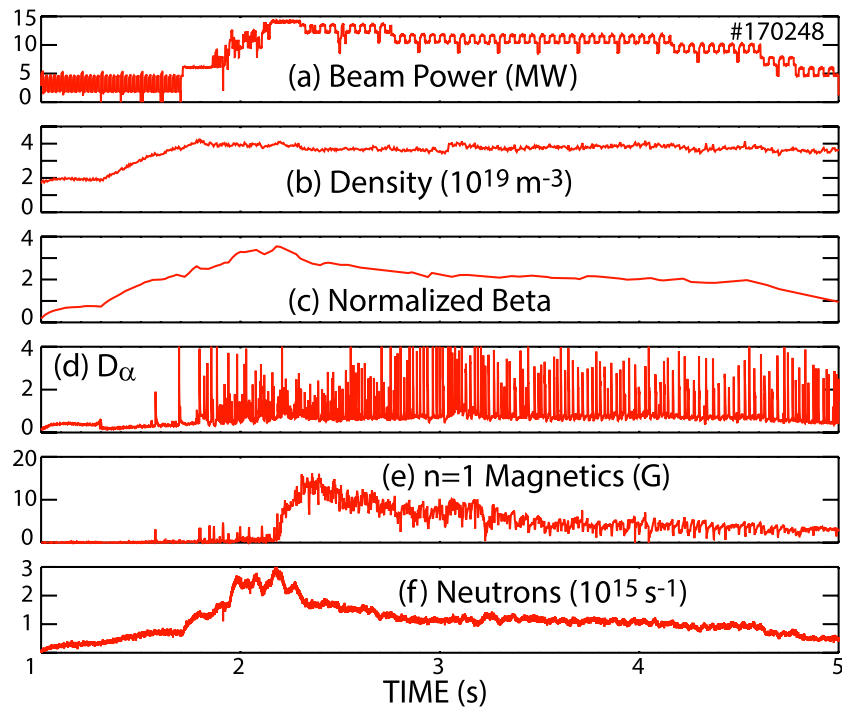 15
10
5
0
#170248
(a) Beam Power (MW)
4
2
0
(b) Density (10¹⁹ m⁻³)
4
2
0
(c) Normalized Beta
4
2
0
(d) Dα
20
10
0
(e) n=1 Magnetics (G)
3
2
1
(f) Neutrons (10¹⁵ s⁻¹)
1 2 3 4 5
TIME (s)